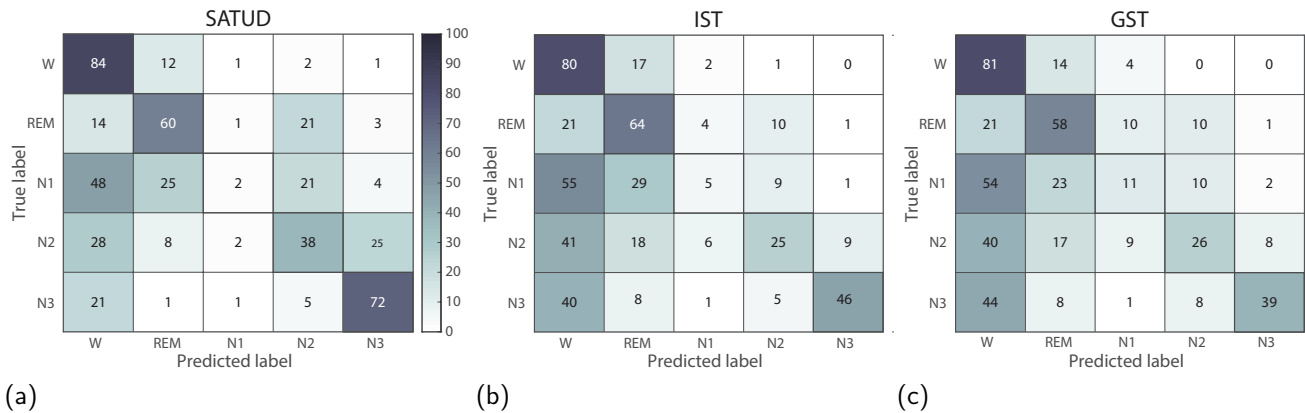 SATUD
True label
W 84 12 1 2 1
REM 14 60 1 21 3
N1 48 25 2 21 4
N2 28 8 2 38 25
N3 21 1 1 5 72
W REM N1 N2 N3
Predicted label
100
90
80
70
60
50
40
30
20
10
0
(a)
IST
True label
W 80 17 2 1 0
REM 21 64 4 10 1
N1 55 29 5 9 1
N2 41 18 6 25 9
N3 40 8 1 5 46
W REM N1 N2 N3
Predicted label
(b)
GST
True label
W 81 14 4 0 0
REM 21 58 10 10 1
N1 54 23 11 10 2
N2 40 17 9 26 8
N3 44 8 1 8 39
W REM N1 N2 N3
Predicted label
(c)